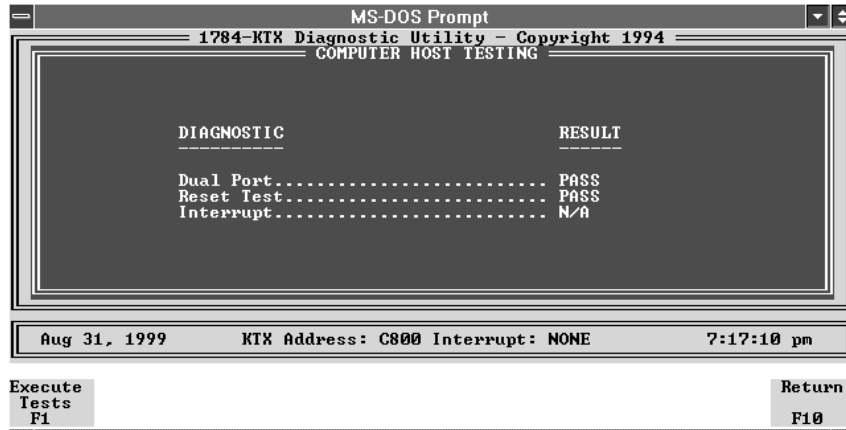 MS-DOS Prompt
1784-KTX Diagnostic Utility - Copyright 1994
COMPUTER HOST TESTING
DIAGNOSTIC RESULT
Dual Port.......................... PASS
Reset Test......................... PASS
Interrupt.......................... N/A
Aug 31, 1999 KTX Address: C800 Interrupt: NONE 7:17:10 pm
Execute Return
Tests
F1 F10